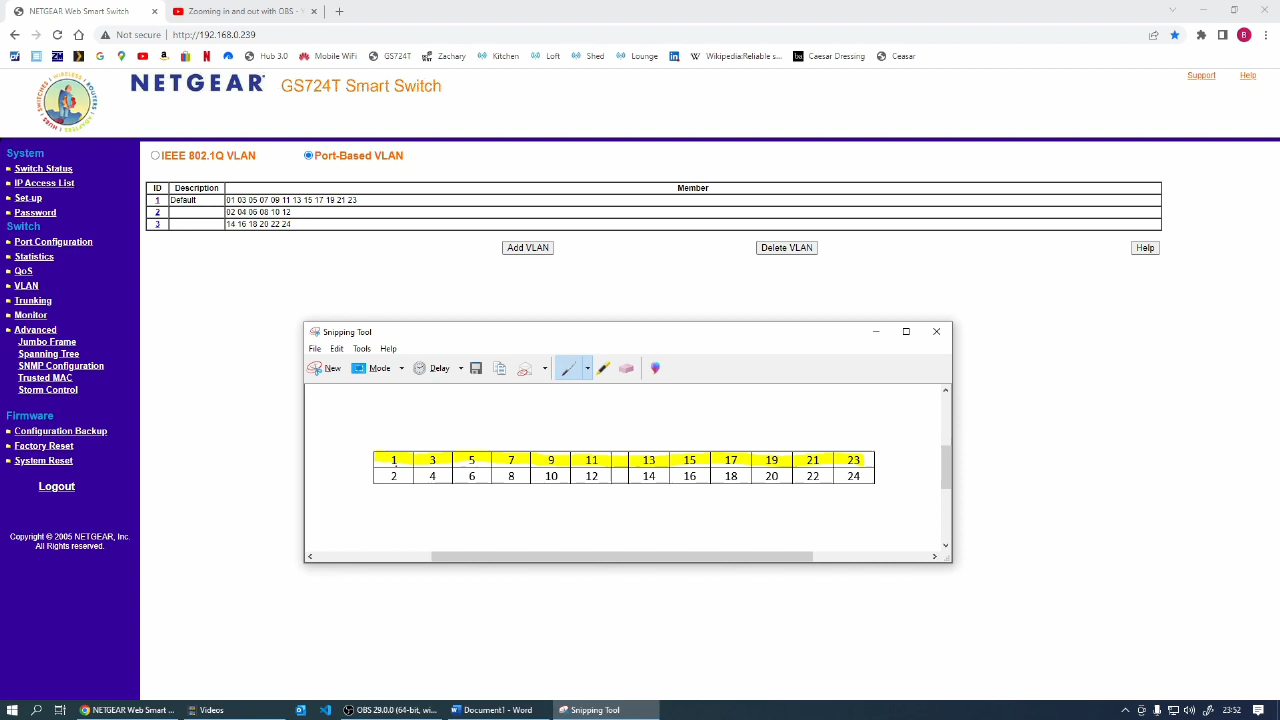 NETGEAR Web Smart Switch
Zooming in and out with OBS - Y
Not secure | http://192.168.0.239
Hub 3.0 Mobile WiFi GS724T Zachary Kitchen Loft Shed Lounge Wikipedia:Reliable s... Caesar Dressing Ceasar
NETGEAR GS724T Smart Switch
Support Help
SWITCHES WIRELESS ROUTERS ADAPTERS HUBS
System
Switch Status
IP Access List
Set-up
Password
Switch
Port Configuration
Statistics
QoS
VLAN
Trunking
Monitor
Advanced
Jumbo Frame
Spanning Tree
SNMP Configuration
Trusted MAC
Storm Control
Firmware
Configuration Backup
Factory Reset
System Reset
Logout
Copyright © 2005 NETGEAR, Inc.
All Rights reserved.
IEEE 802.1Q VLAN Port-Based VLAN
ID Description Member
1 Default 01 03 05 07 09 11 13 15 17 19 21 23
2 02 04 06 08 10 12
3 14 16 18 20 22 24
Add VLAN Delete VLAN Help
Snipping Tool
File Edit Tools Help
New Mode Delay
1 3 5 7 9 11 13 15 17 19 21 23
2 4 6 8 10 12 14 16 18 20 22 24
NETGEAR Web Smart ... Videos OBS 29.0.0 (64-bit, wi... Document1 - Word Snipping Tool 23:52